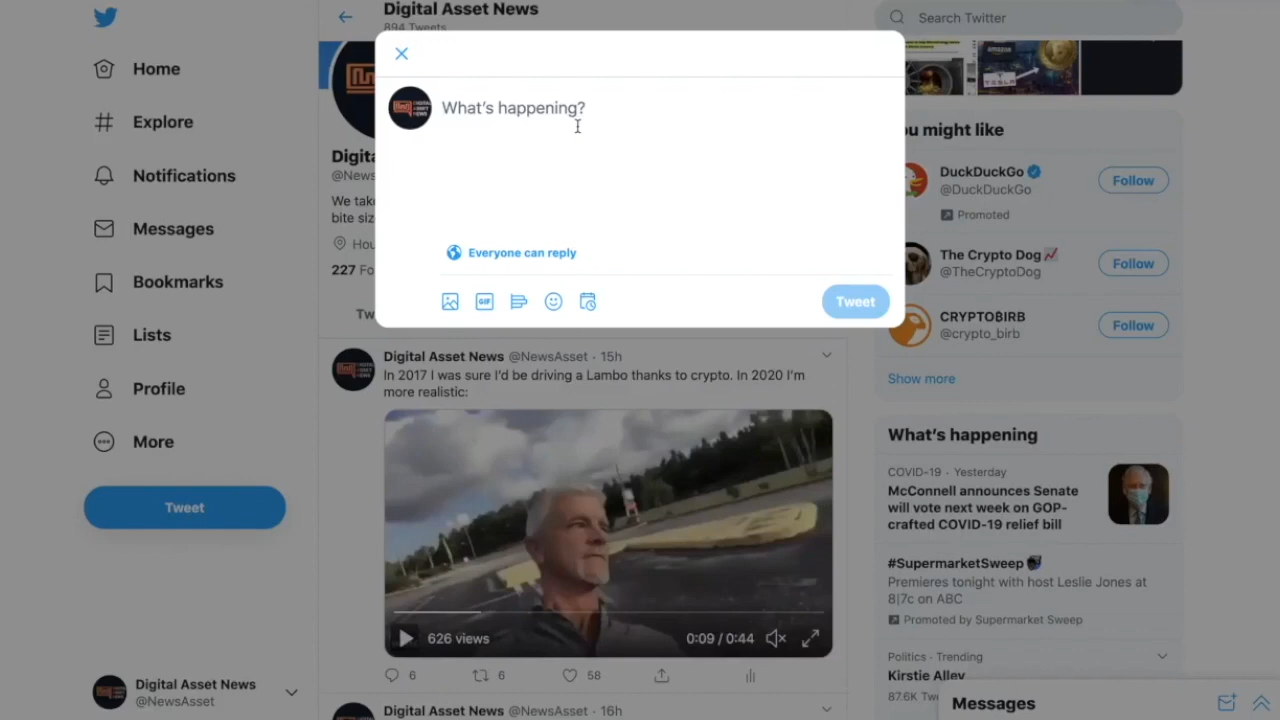 Home
Explore
Notifications
Messages
Bookmarks
Lists
Profile
More
Tweet
Digital Asset News
@NewsAsset
Digital Asset News
894 Tweets
What's happening?
Everyone can reply
GIF
Tweet
Digita
@News
We take
bite siz
Hou
227 Fo
Tw
Digital Asset News @NewsAsset · 15h
In 2017 I was sure I'd be driving a Lambo thanks to crypto. In 2020 I'm
more realistic:
626 views
0:09 / 0:44
6
6
58
Digital Asset News @NewsAsset · 16h
Search Twitter
TESLA
You might like
DuckDuckGo
@DuckDuckGo
Promoted
Follow
The Crypto Dog
@TheCryptoDog
Follow
CRYPTOBIRB
@crypto_birb
Follow
Show more
What's happening
COVID-19 · Yesterday
McConnell announces Senate
will vote next week on GOP-
crafted COVID-19 relief bill
#SupermarketSweep
Premieres tonight with host Leslie Jones at
8|7c on ABC
Promoted by Supermarket Sweep
Politics · Trending
Kirstie Alley
87.6K Twe
Messages